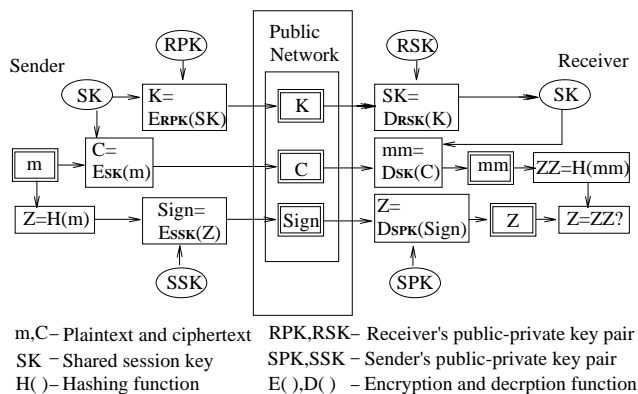 Public
Network
RPK
RSK
Sender
Receiver
SK
K=
ERPK(SK)
K
SK=
DRSK(K)
SK
m
C=
ESK(m)
C
mm=
DSK(C)
mm
ZZ=H(mm)
Z=H(m)
Sign=
ESSK(Z)
Sign
Z=
DSPK(Sign)
Z
Z=ZZ?
SSK
SPK
m,C– Plaintext and ciphertext
RPK,RSK– Receiver's public-private key pair
SK – Shared session key
SPK,SSK – Sender's public-private key pair
H( )– Hashing function
E( ),D( ) – Encryption and decrption function